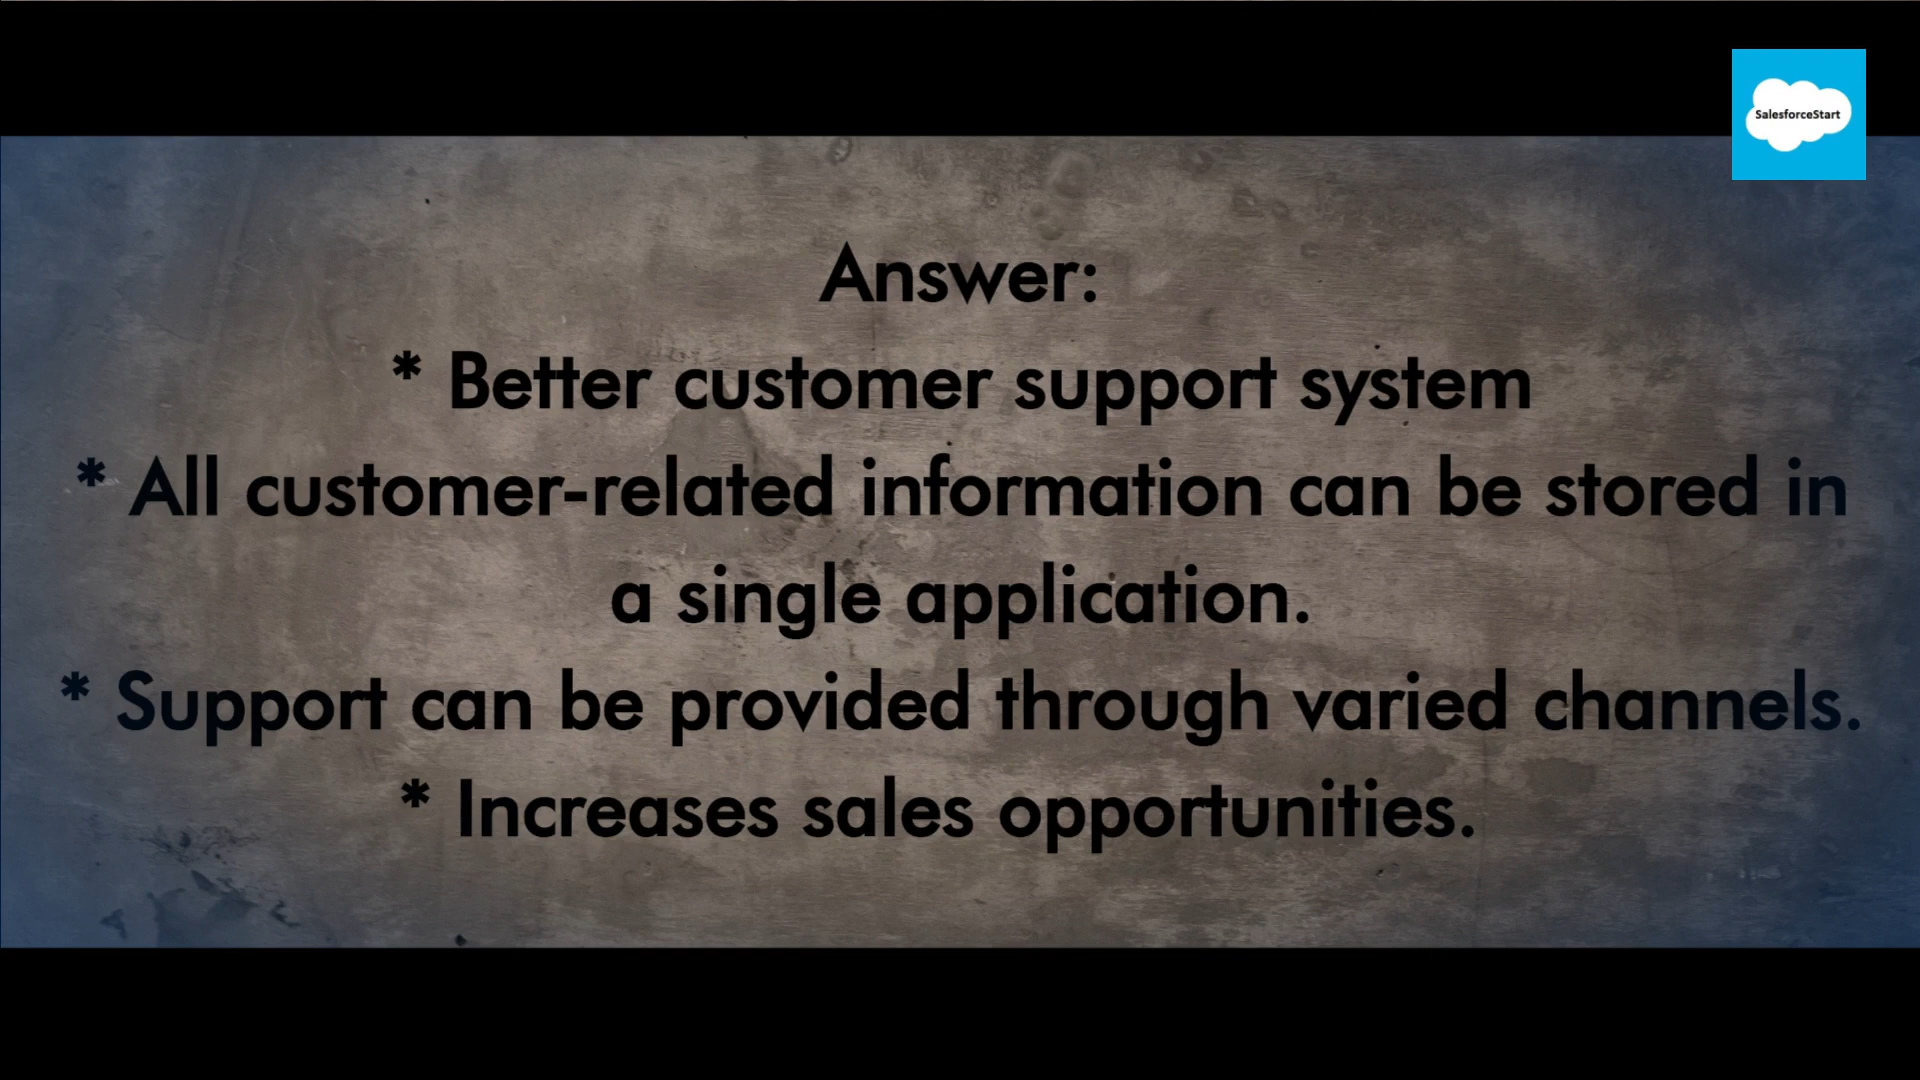 SalesforceStart
Answer:
* Better customer support system
* All customer-related information can be stored in
a single application.
* Support can be provided through varied channels.
* Increases sales opportunities.